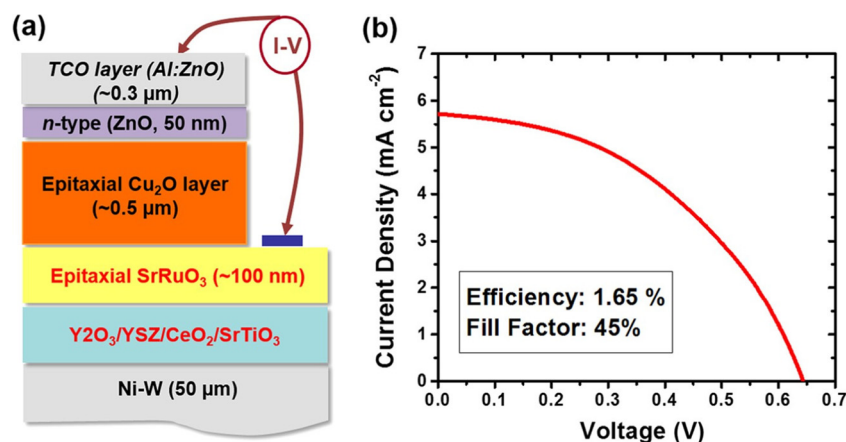 (a)
I-V
TCO layer (Al:ZnO)
(~0.3 µm)
n-type (ZnO, 50 nm)
Epitaxial Cu₂O layer
(~0.5 µm)
Epitaxial SrRuO₃ (~100 nm)
Y2O₃/YSZ/CeO₂/SrTiO₃
Ni-W (50 µm)
(b)
Current Density (mA cm⁻²)
7
6
5
4
3
2
1
0
Efficiency: 1.65 %
Fill Factor: 45%
0.0 0.1 0.2 0.3 0.4 0.5 0.6 0.7
Voltage (V)